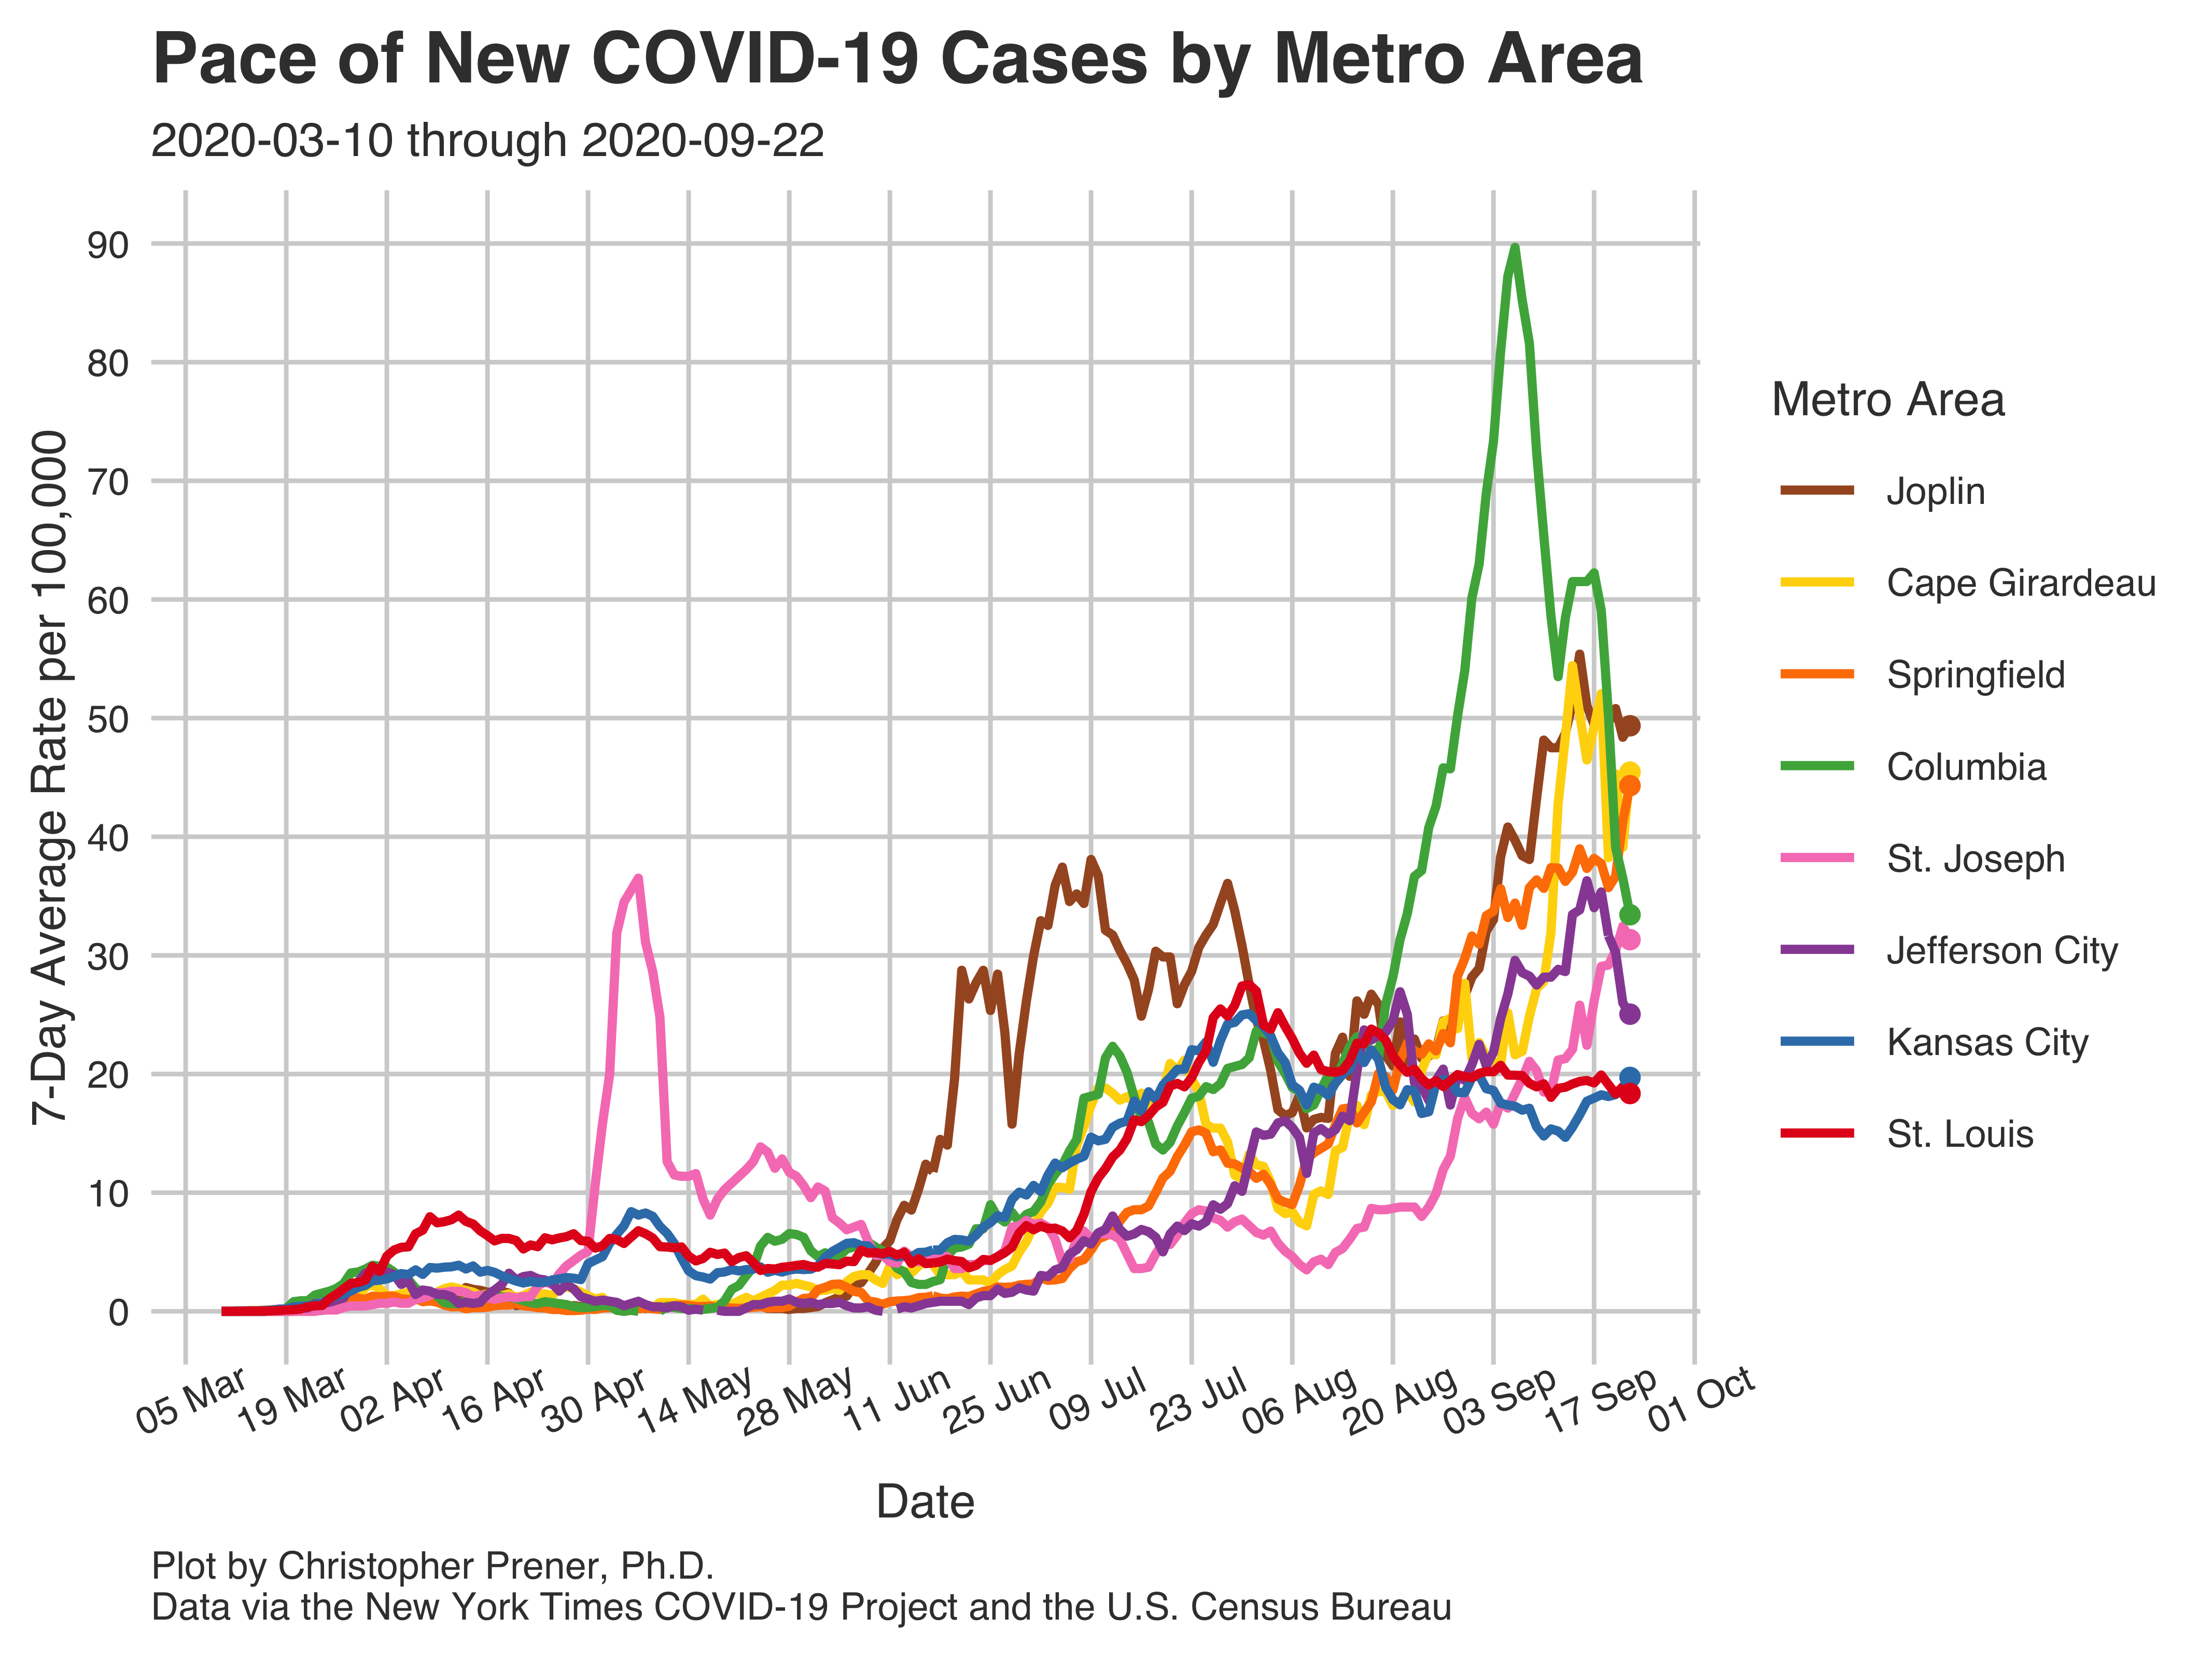 Pace of New COVID-19 Cases by Metro Area
2020-03-10 through 2020-09-22
7-Day Average Rate per 100,000
90
80
70
60
50
40
30
20
10
0
05 Mar
19 Mar
02 Apr
16 Apr
30 Apr
14 May
28 May
11 Jun
25 Jun
09 Jul
23 Jul
06 Aug
20 Aug
03 Sep
17 Sep
01 Oct
Date
Metro Area
Joplin
Cape Girardeau
Springfield
Columbia
St. Joseph
Jefferson City
Kansas City
St. Louis
Plot by Christopher Prener, Ph.D.
Data via the New York Times COVID-19 Project and the U.S. Census Bureau